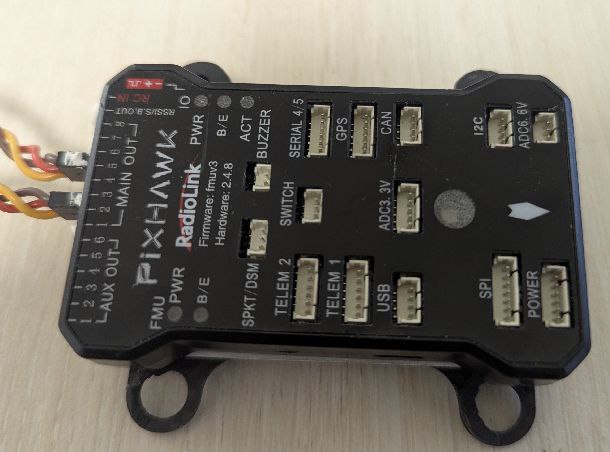 RC IN
RSSI/S.B.OUT
1 2 3 4 5 6 7 8
MAIN OUT
1 2 3 4 5 6
AUX OUT
PiXHAWK
RadioLink
Firmware: fmuv3
Hardware: 2.4.8
IO
PWR
B/E
ACT
FMU
PWR
B/E
BUZZER
SPKT/DSM
SERIAL 4/5
GPS
CAN
SWITCH
ADC3.3V
TELEM 2
TELEM 1
USB
I2C
ADC6.6V
SPI
POWER